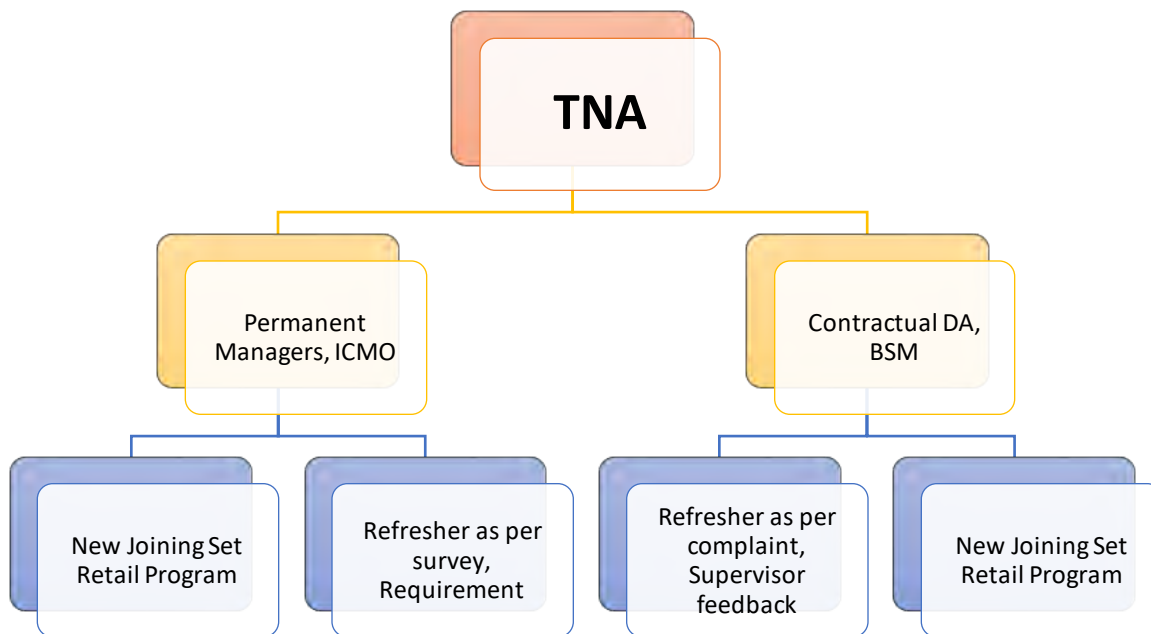 TNA
Permanent
Managers, ICMO
Contractual DA,
BSM
New Joining Set
Retail Program
Refresher as per
survey,
Requirement
Refresher as per
complaint,
Supervisor
feedback
New Joining Set
Retail Program